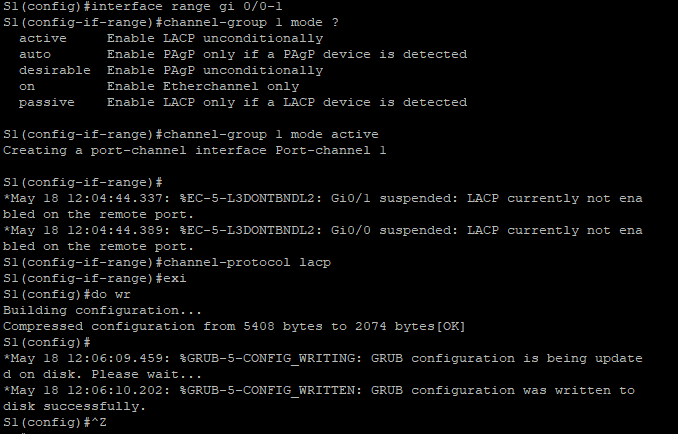 S1(config)#interface range gi 0/0-1
S1(config-if-range)#channel-group 1 mode ?
  active     Enable LACP unconditionally
  auto       Enable PAgP only if a PAgP device is detected
  desirable  Enable PAgP unconditionally
  on         Enable Etherchannel only
  passive    Enable LACP only if a LACP device is detected

S1(config-if-range)#channel-group 1 mode active
Creating a port-channel interface Port-channel 1

S1(config-if-range)#
*May 18 12:04:44.337: %EC-5-L3DONTBNDL2: Gi0/1 suspended: LACP currently not ena
bled on the remote port.
*May 18 12:04:44.389: %EC-5-L3DONTBNDL2: Gi0/0 suspended: LACP currently not ena
bled on the remote port.
S1(config-if-range)#channel-protocol lacp
S1(config-if-range)#exi
S1(config)#do wr
Building configuration...
Compressed configuration from 5408 bytes to 2074 bytes[OK]
S1(config)#
*May 18 12:06:09.459: %GRUB-5-CONFIG_WRITING: GRUB configuration is being update
d on disk. Please wait...
*May 18 12:06:10.202: %GRUB-5-CONFIG_WRITTEN: GRUB configuration was written to
disk successfully.
S1(config)#^Z